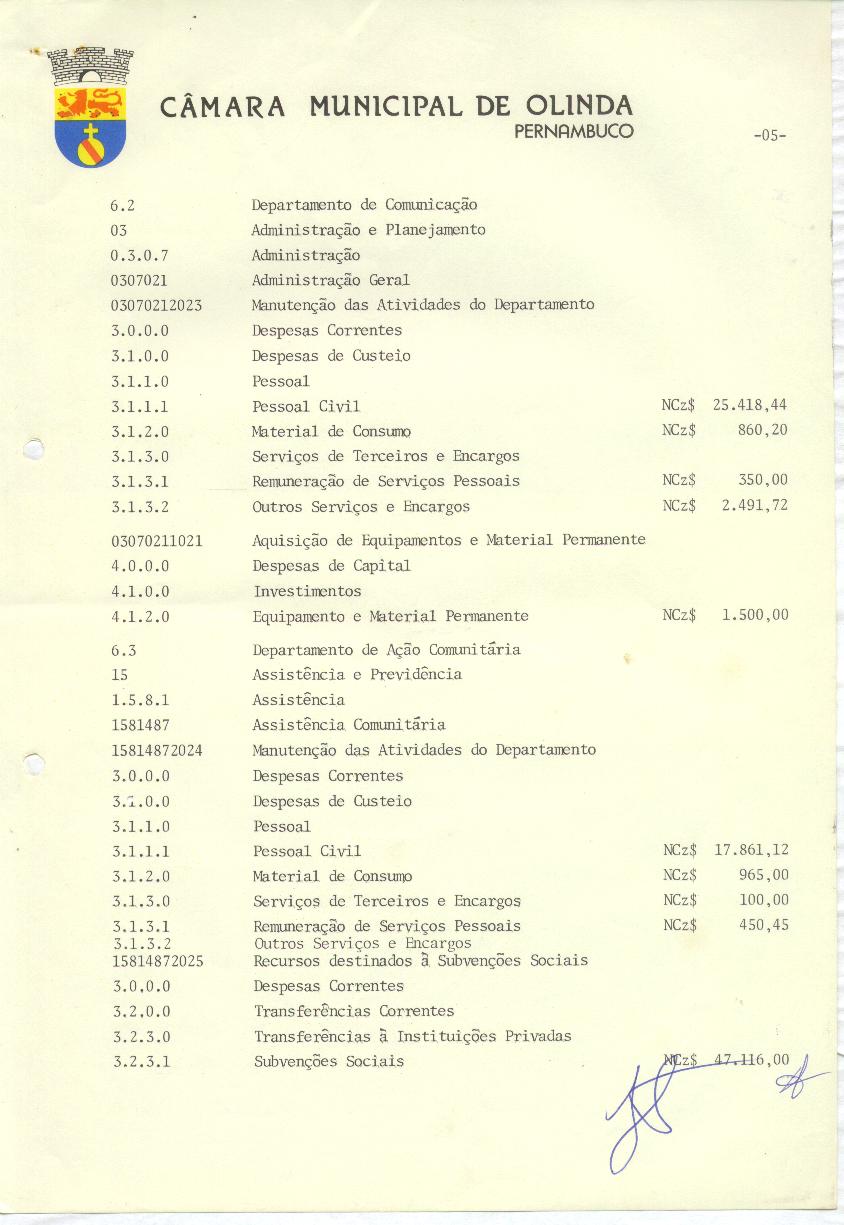 CÂMARA MUNICIPAL DE OLINDA
PERNAMBUCO
-05-
6.2 Departamento de Comunicação
03 Administração e Planejamento
0.3.0.7 Administração
0307021 Administração Geral
03070212023 Manutenção das Atividades do Departamento
3.0.0.0 Despesas Correntes
3.1.0.0 Despesas de Custeio
3.1.1.0 Pessoal
3.1.1.1 Pessoal Civil NCz$ 25.418,44
3.1.2.0 Material de Consumo NCz$ 860,20
3.1.3.0 Serviços de Terceiros e Encargos
3.1.3.1 Remuneração de Serviços Pessoais NCz$ 350,00
3.1.3.2 Outros Serviços e Encargos NCz$ 2.491,72
03070211021 Aquisição de Equipamentos e Material Permanente
4.0.0.0 Despesas de Capital
4.1.0.0 Investimentos
4.1.2.0 Equipamento e Material Permanente NCz$ 1.500,00
6.3 Departamento de Ação Comunitária
15 Assistência e Previdência
1.5.8.1 Assistência
1581487 Assistência Comunitária
15814872024 Manutenção das Atividades do Departamento
3.0.0.0 Despesas Correntes
3.1.0.0 Despesas de Custeio
3.1.1.0 Pessoal
3.1.1.1 Pessoal Civil NCz$ 17.861,12
3.1.2.0 Material de Consumo NCz$ 965,00
3.1.3.0 Serviços de Terceiros e Encargos NCz$ 100,00
3.1.3.1 Remuneração de Serviços Pessoais NCz$ 450,45
3.1.3.2 Outros Serviços e Encargos
15814872025 Recursos destinados à Subvenções Sociais
3.0,0.0 Despesas Correntes
3.2,0.0 Transferências Correntes
3.2.3.0 Transferências à Instituições Privadas
3.2.3.1 Subvenções Sociais NCz$ 47.116,00